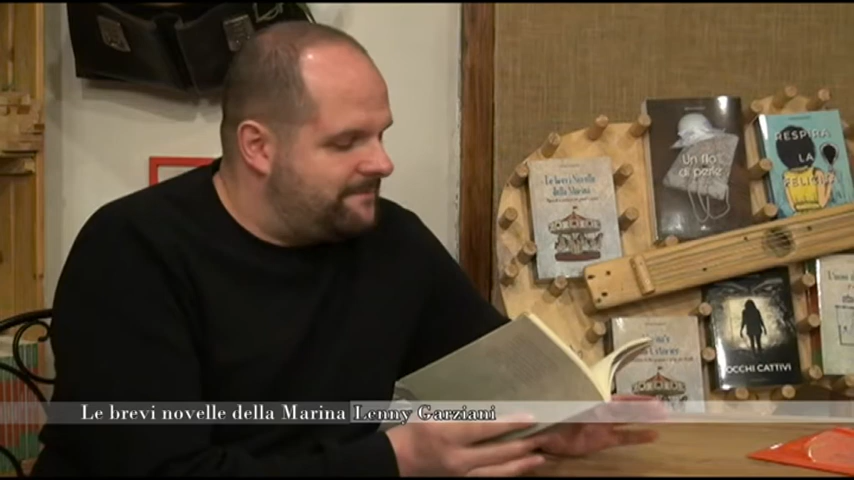 Le brevi Novelle
della Marina
Un filo
di perle
RESPIRA
LA
FELICITÀ
OCCHI CATTIVI
Le brevi novelle della Marina Lenny Garziani